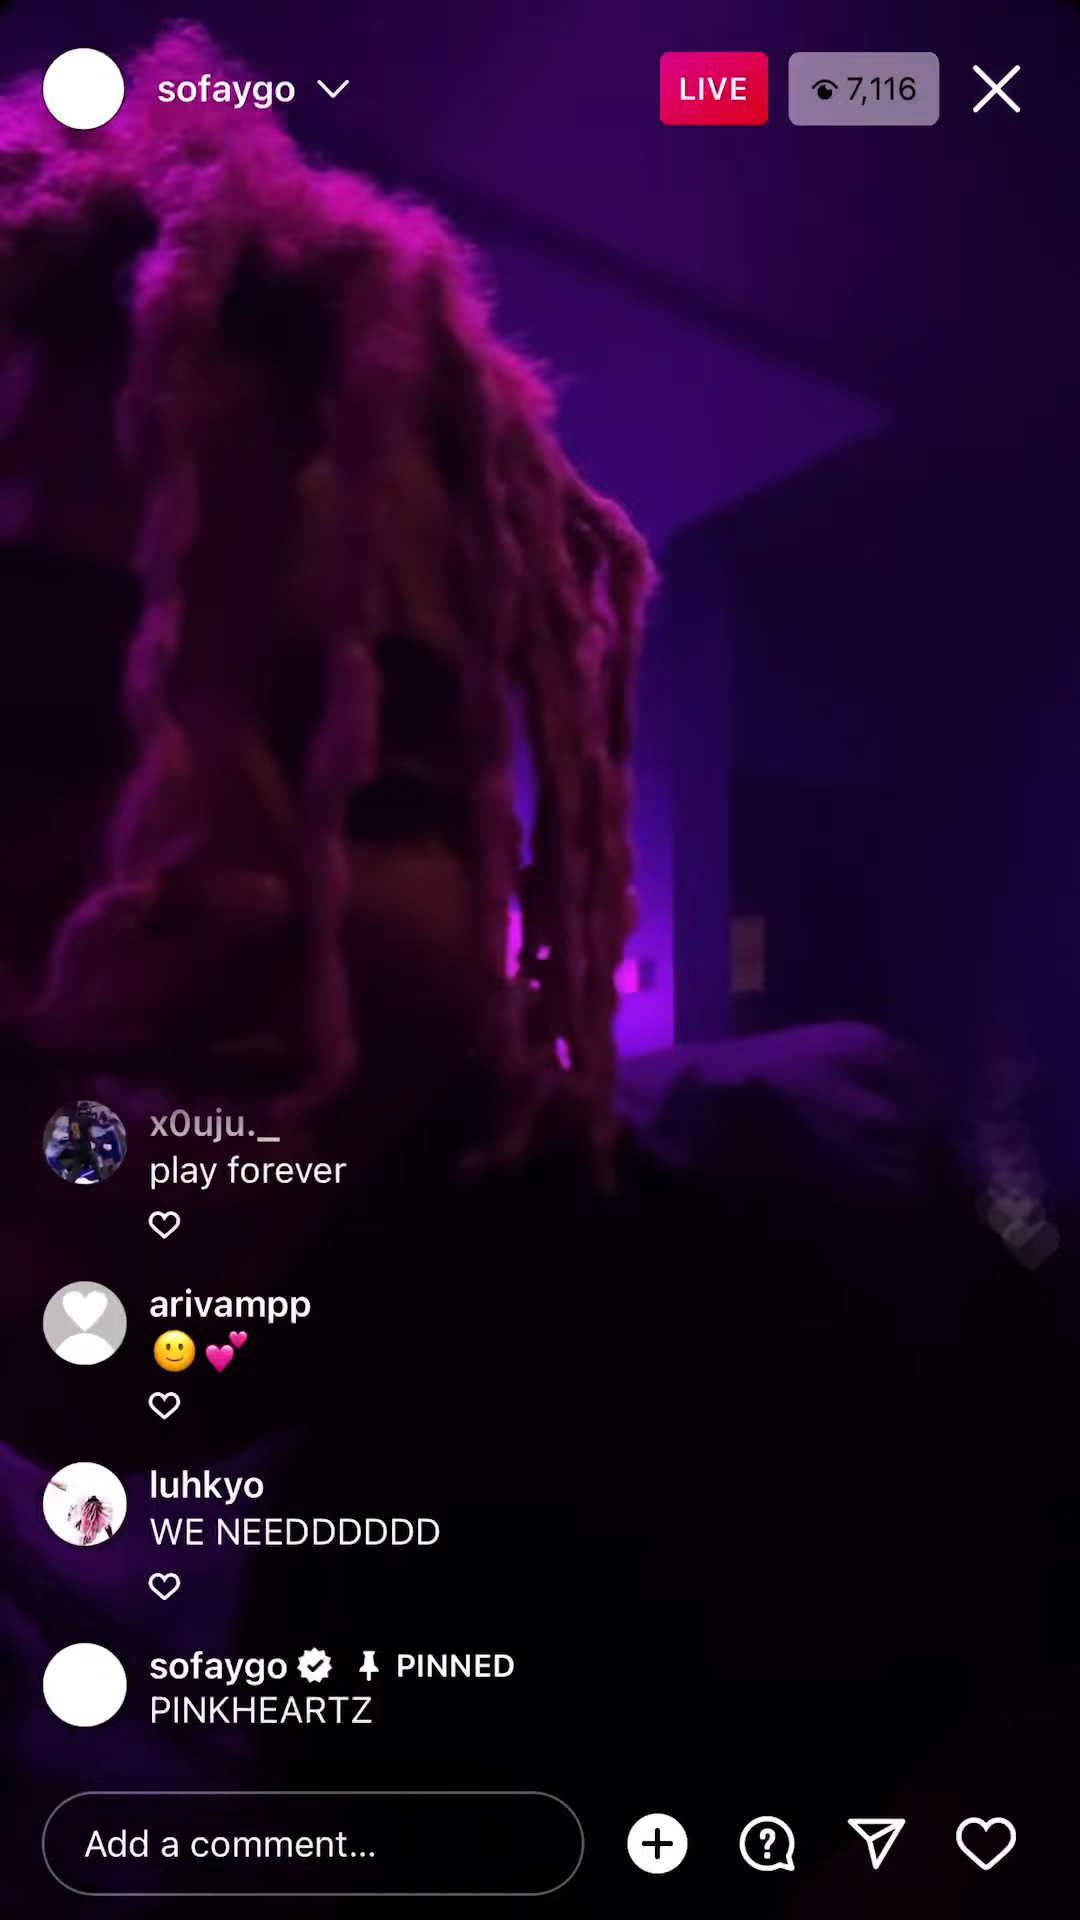 sofaygo
LIVE
7,116
x0uju._
play forever
arivampp
🙂 💕
luhkyo
WE NEEDDDDDD
sofaygo PINNED
PINKHEARTZ
Add a comment...